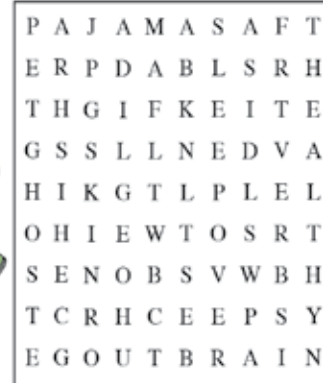 P A J A M A S A F T
E R P D A B L S R H
T H G I F K E I T E
G S S L L N E D V A
H I K G T L P L E L
O H I E W T O S R T
S E N O B S V W B H
T C R H C E E P S Y
E G O U T B R A I N